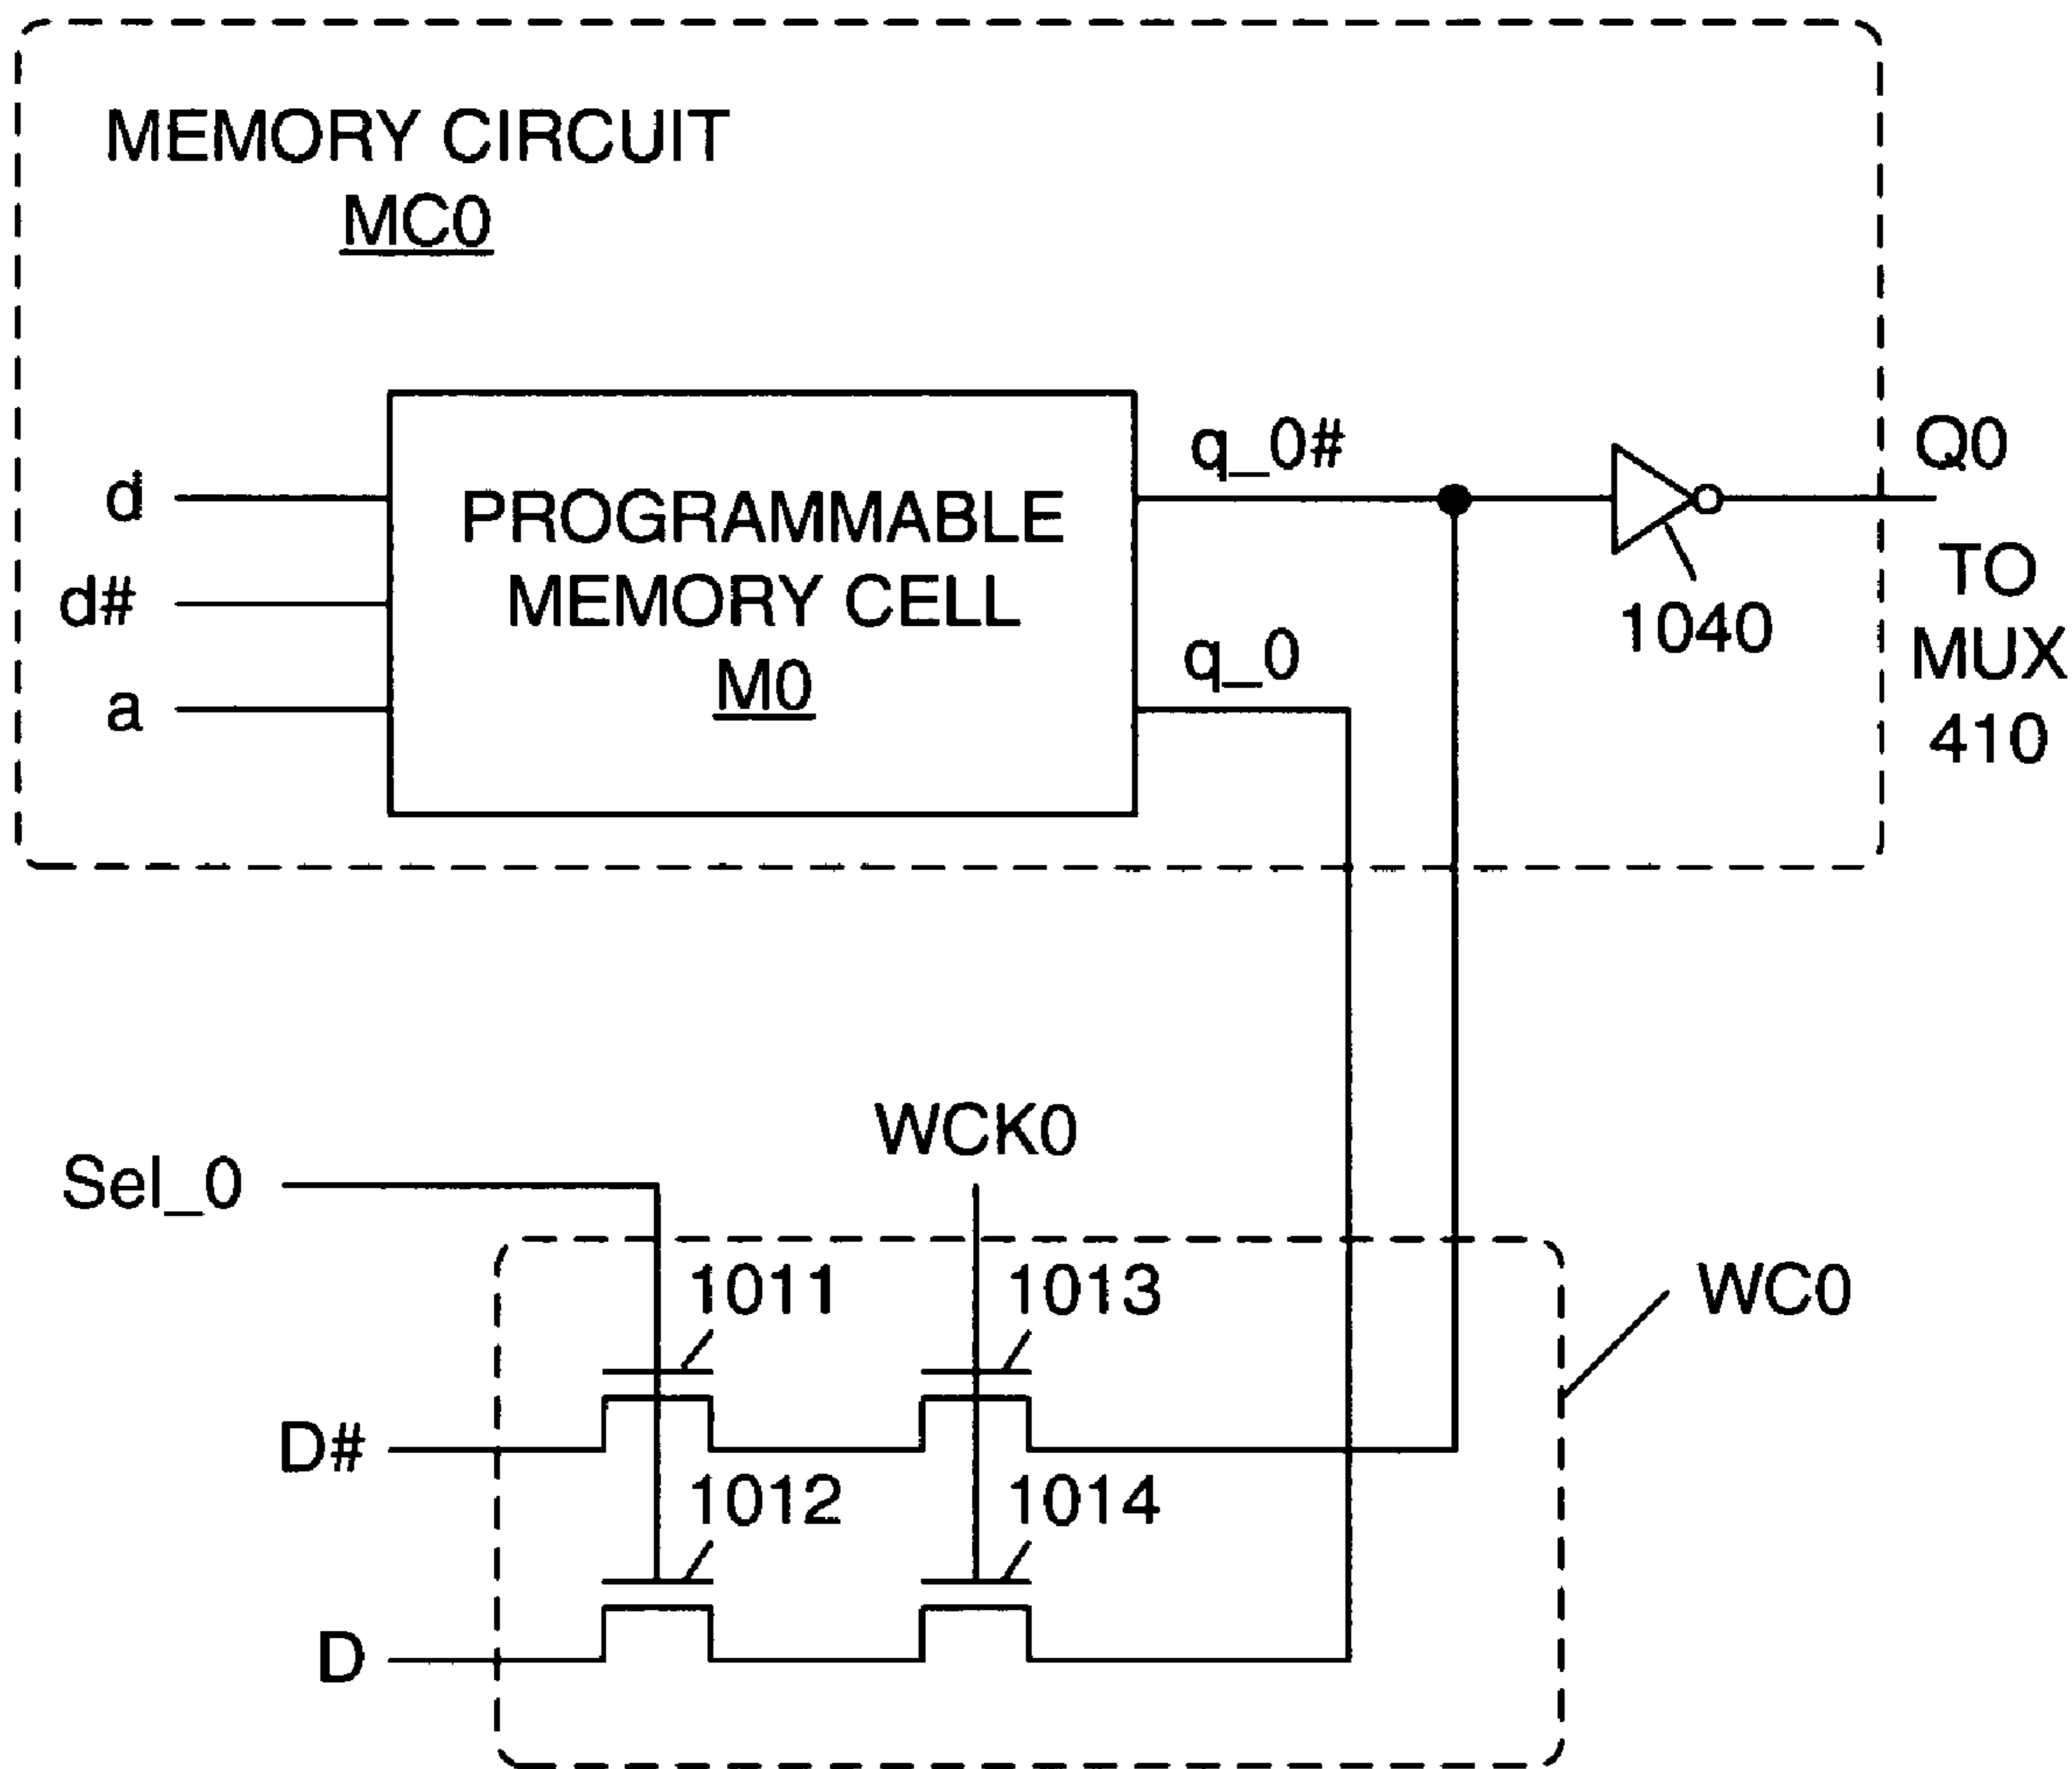 MEMORY CIRCUIT
MC0
d
d#
a
PROGRAMMABLE
MEMORY CELL
M0
q_0#
q_0
1040
Q0
TO
MUX
410
Sel_0
WCK0
1011
1013
WC0
D#
1012
1014
D